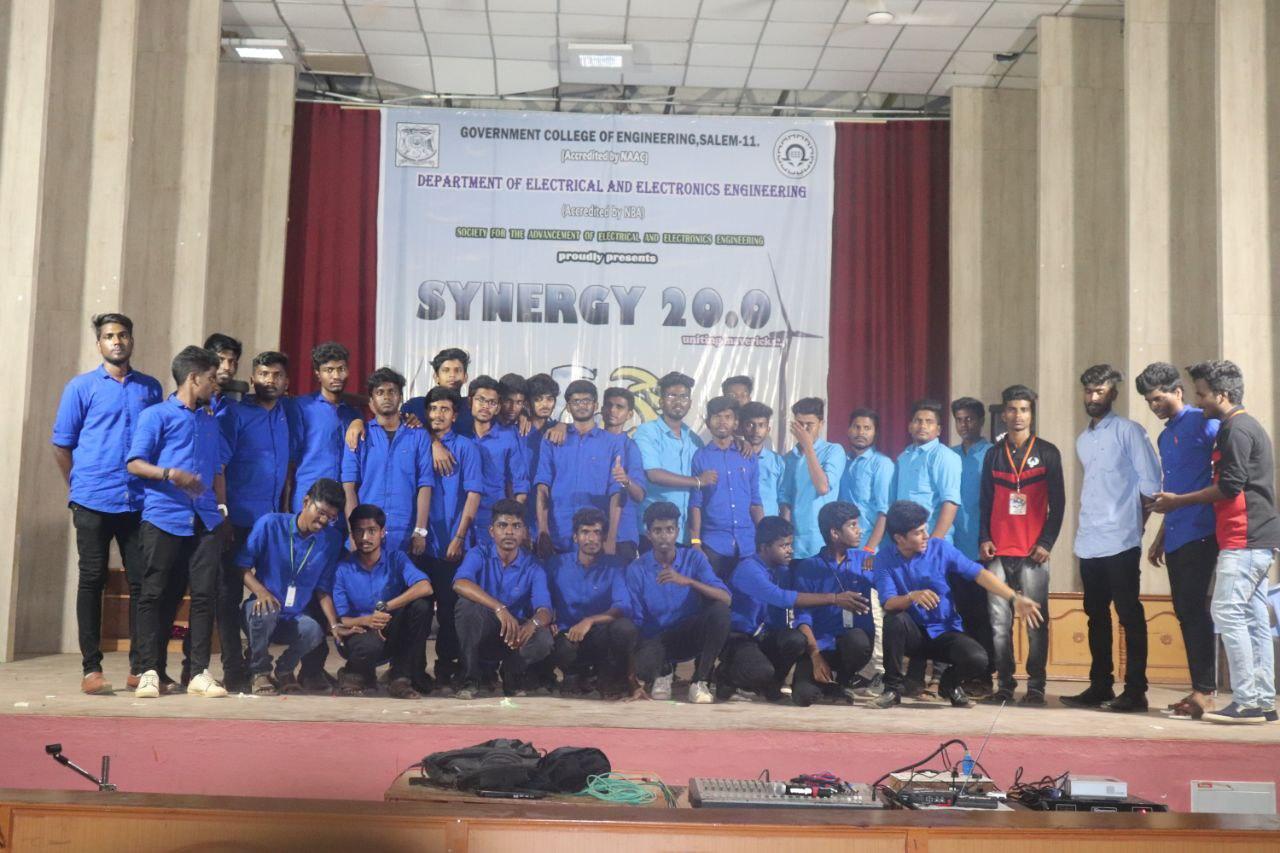 GOVERNMENT COLLEGE OF ENGINEERING,SALEM-11.
(Accredited by NAAC)
DEPARTMENT OF ELECTRICAL AND ELECTRONICS ENGINEERING
(Accredited by NBA)
SOCIETY FOR THE ADVANCEMENT OF ELECTRICAL AND ELECTRONICS ENGINEERING
proudly presents
SYNERGY 20.0
uniting